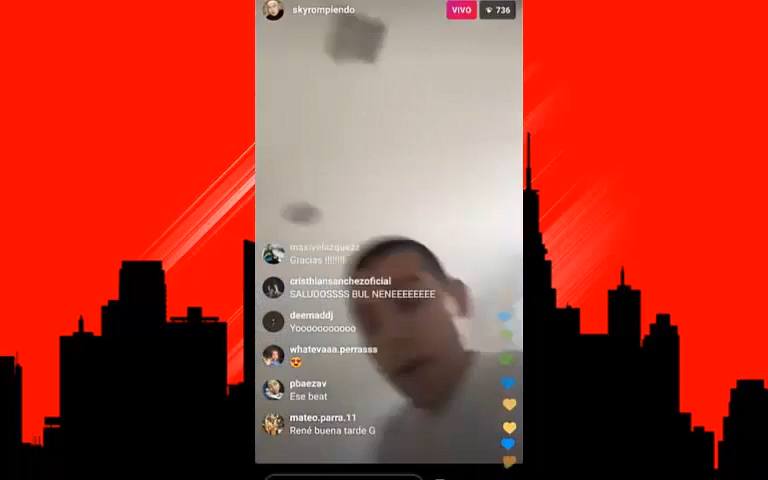 skyrompiendo
VIVO
736
maxivelazquezz
Gracias !!!!!!!!
cristhiansanchezoficial
SALUDOSSSS BUL NENEEEEEEEE
deemaddj
Yooooooooooo
whatevaaa.perrasss
😍
pbaezav
Ese beat
mateo.parra.11
René buena tarde G